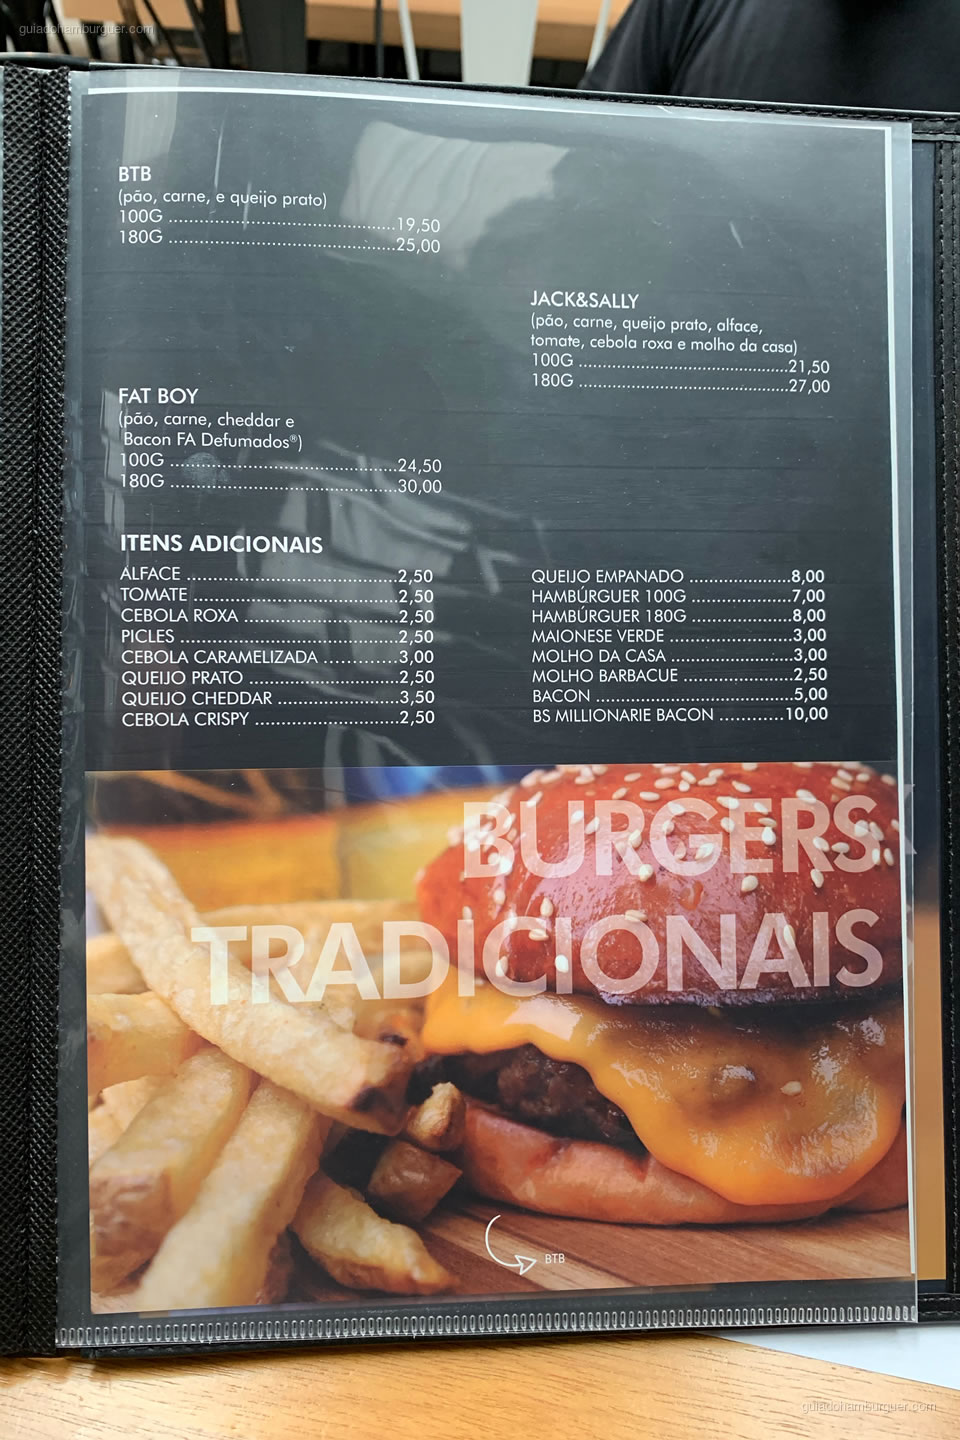 guiadohamburguer.com
BTB
(pão, carne, e queijo prato)
100G ................................................19,50
180G ................................................25,00
JACK&SALLY
(pão, carne, queijo prato, alface,
tomate, cebola roxa e molho da casa)
100G ............................................21,50
180G ............................................27,00
FAT BOY
(pão, carne, cheddar e
Bacon FA Defumados®)
100G ................................................24,50
180G ................................................30,00
ITENS ADICIONAIS
ALFACE ............................................2,50
TOMATE ...........................................2,50
CEBOLA ROXA ................................2,50
PICLES .............................................2,50
CEBOLA CARAMELIZADA ............3,00
QUEIJO PRATO ...............................2,50
QUEIJO CHEDDAR .........................3,50
CEBOLA CRISPY ..............................2,50
QUEIJO EMPANADO .....................8,00
HAMBÚRGUER 100G .....................7,00
HAMBÚRGUER 180G .....................8,00
MAIONESE VERDE .........................3,00
MOLHO DA CASA .........................3,00
MOLHO BARBACUE .......................2,50
BACON .........................................5,00
BS MILLIONARIE BACON ............10,00
BURGERS
TRADICIONAIS
BTB
guiadohamburguer.com